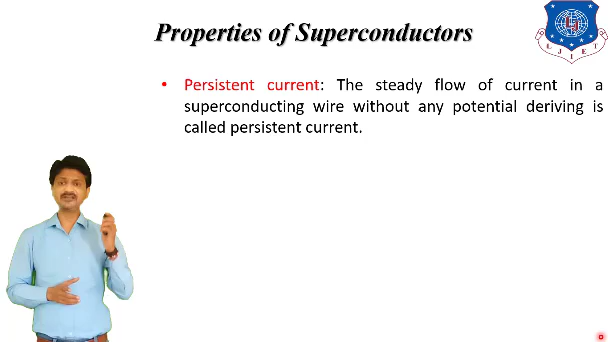 Properties of Superconductors
LJIET
• Persistent current: The steady flow of current in a
superconducting wire without any potential deriving is
called persistent current.